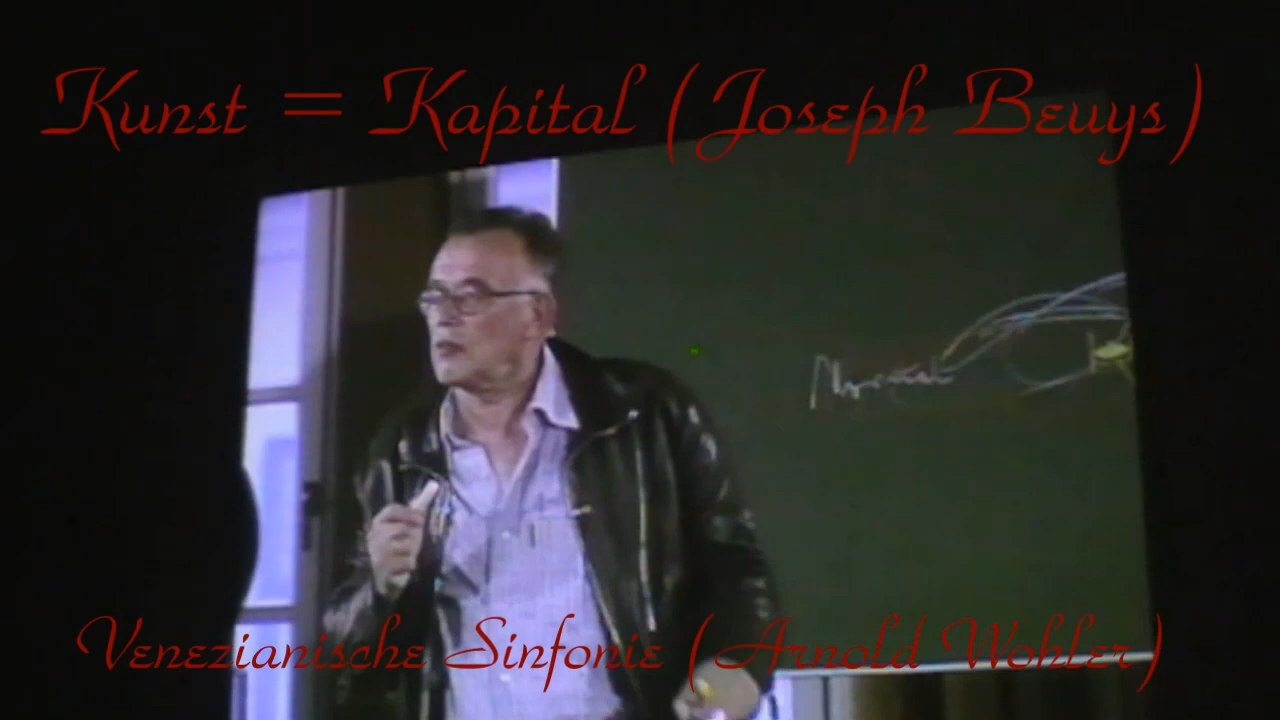 Kunst = Kapital (Joseph Beuys)
Venezianische Sinfonie (Arnold Wohler)